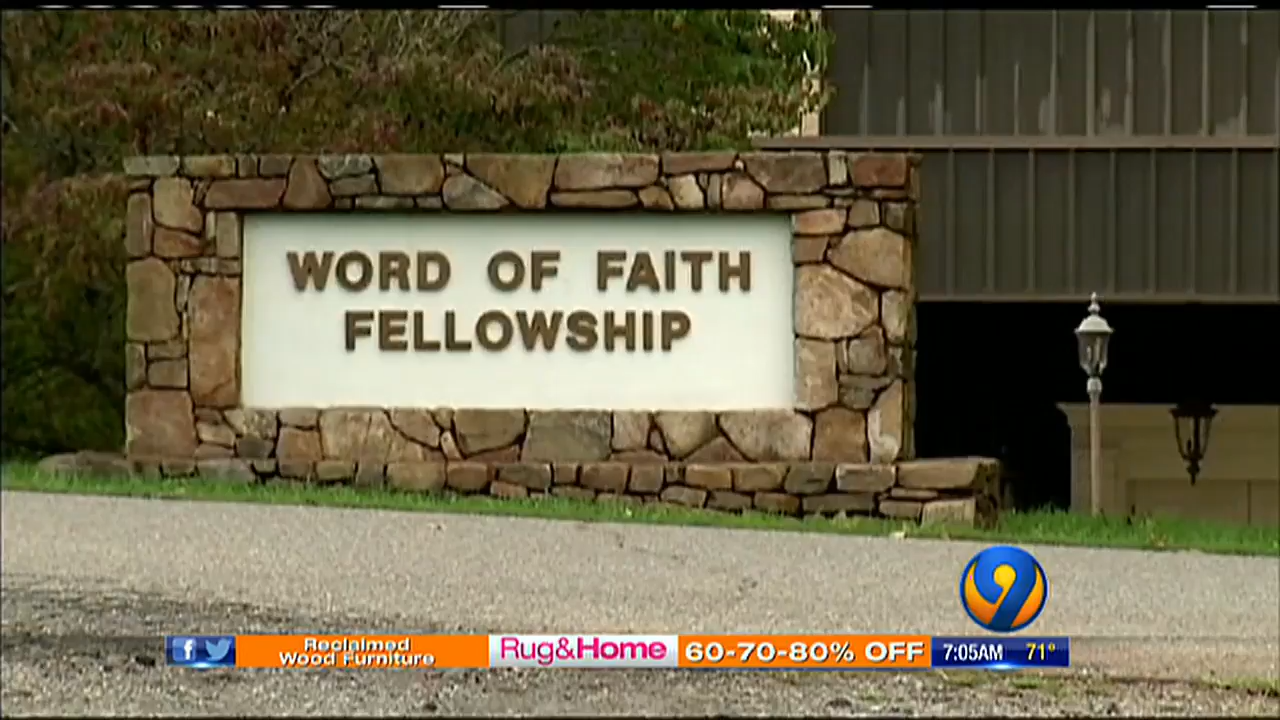 WORD OF FAITH
FELLOWSHIP
9
f
Reclaimed
Wood Furniture
Rug&Home
60-70-80% OFF
7:05AM 71°